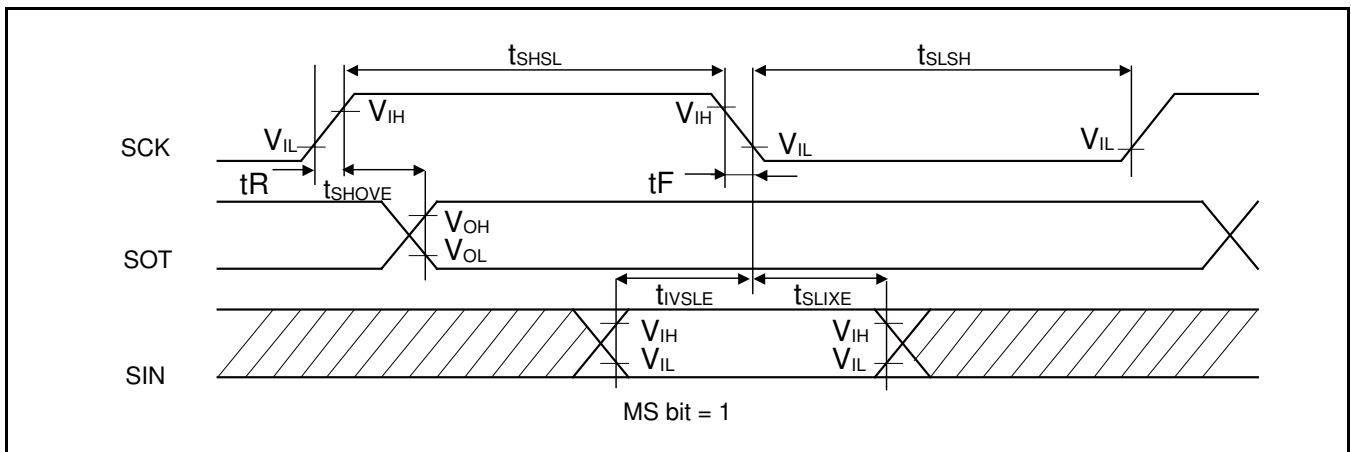 tSHSL
tSLSH
SCK
VIL
VIH
VIH
VIL
VIL
tR
tSHOVE
tF
SOT
VOH
VOL
tIVSLE
tSLIXE
SIN
VIH
VIL
VIH
VIL
MS bit = 1